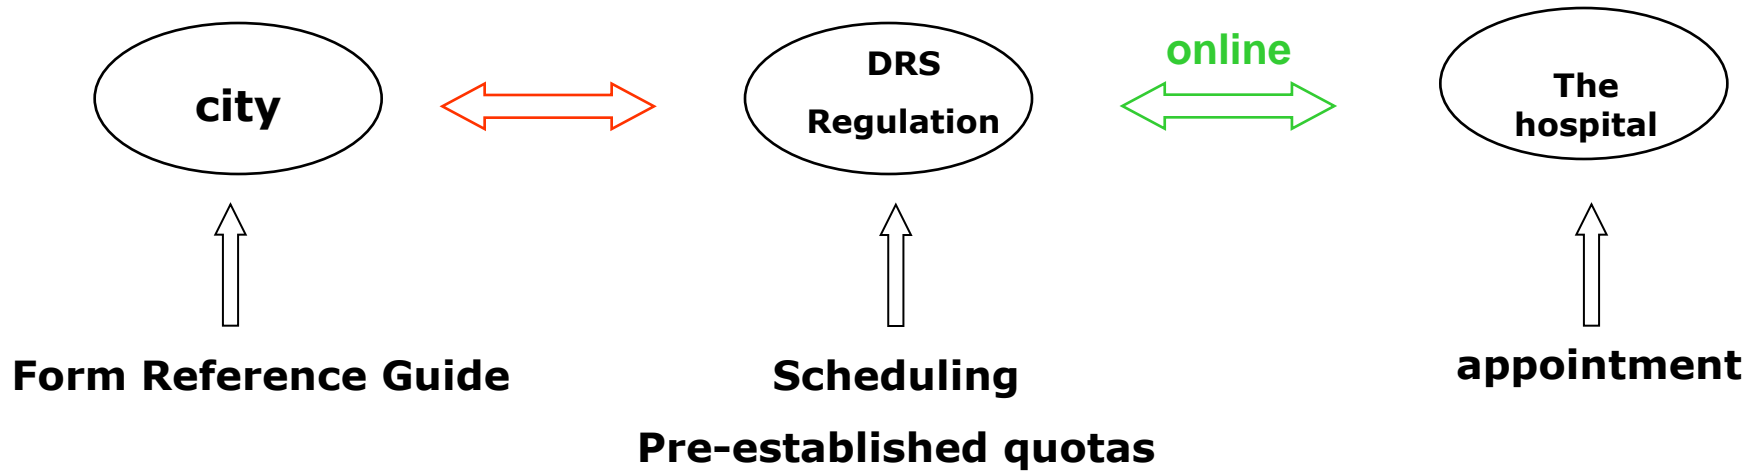 city
DRS
Regulation
online
The
hospital
Form Reference Guide
Scheduling
Pre-established quotas
appointment